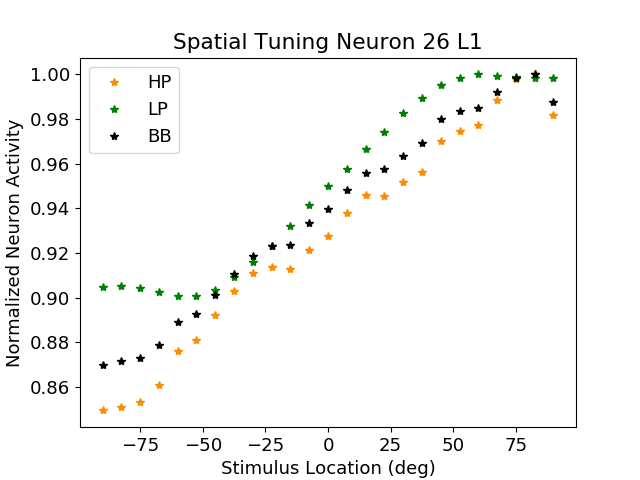 Spatial Tuning Neuron 26 L1
1.00
0.98
0.96
0.94
0.92
0.90
0.88
0.86
Normalized Neuron Activity
HP
LP
BB
−75
−50
−25
0
25
50
75
Stimulus Location (deg)